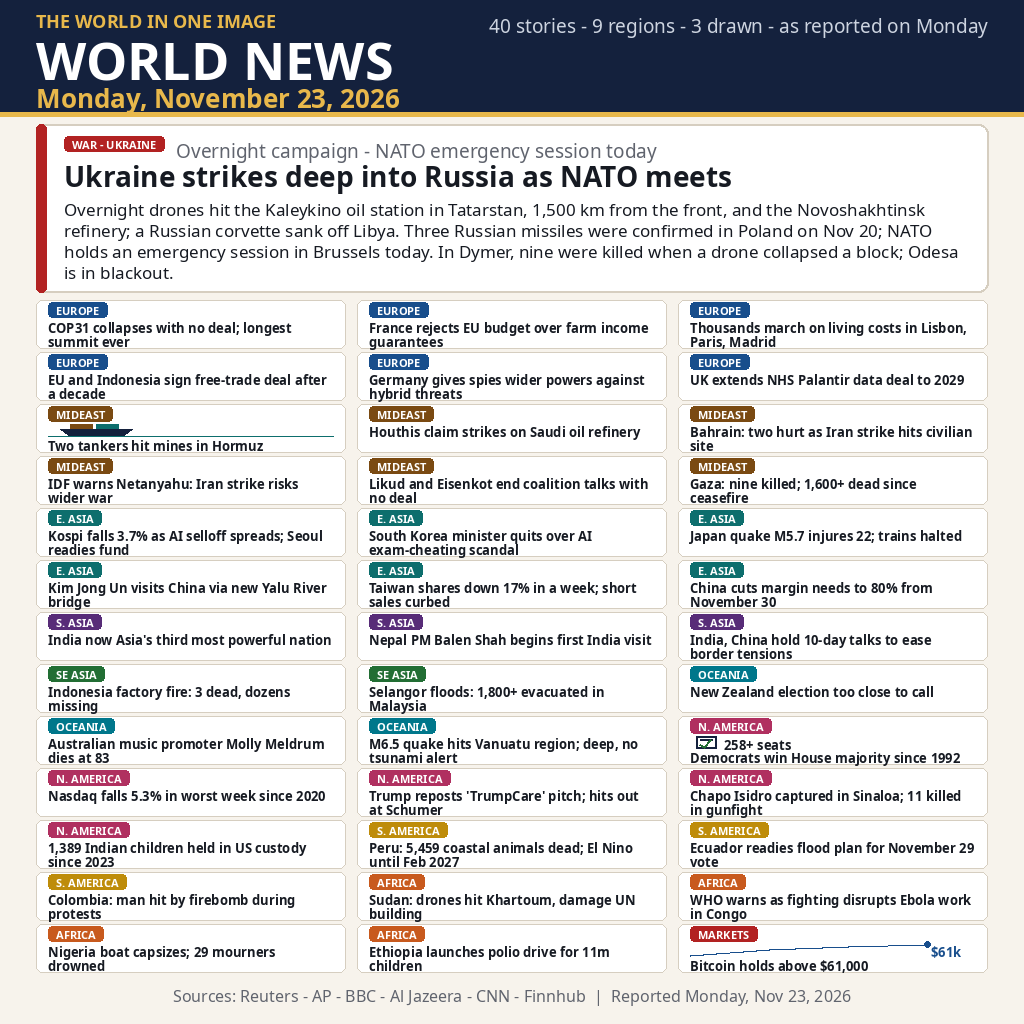 THE WORLD IN ONE IMAGE
40 stories - 9 regions - 3 drawn - as reported on Monday
WORLD NEWS
Monday, November 23, 2026
WAR - UKRAINE
Overnight campaign - NATO emergency session today
Ukraine strikes deep into Russia as NATO meets
Overnight drones hit the Kaleykino oil station in Tatarstan, 1,500 km from the front, and the Novoshakhtinsk
refinery; a Russian corvette sank off Libya. Three Russian missiles were confirmed in Poland on Nov 20; NATO
holds an emergency session in Brussels today. In Dymer, nine were killed when a drone collapsed a block; Odesa
is in blackout.
EUROPE
COP31 collapses with no deal; longest
summit ever
EUROPE
France rejects EU budget over farm income
guarantees
EUROPE
Thousands march on living costs in Lisbon,
Paris, Madrid
EUROPE
EU and Indonesia sign free-trade deal after
a decade
EUROPE
Germany gives spies wider powers against
hybrid threats
EUROPE
UK extends NHS Palantir data deal to 2029
MIDEAST
Two tankers hit mines in Hormuz
MIDEAST
Houthis claim strikes on Saudi oil refinery
MIDEAST
Bahrain: two hurt as Iran strike hits civilian
site
MIDEAST
IDF warns Netanyahu: Iran strike risks
wider war
MIDEAST
Likud and Eisenkot end coalition talks with
no deal
MIDEAST
Gaza: nine killed; 1,600+ dead since
ceasefire
E. ASIA
Kospi falls 3.7% as AI selloff spreads; Seoul
readies fund
E. ASIA
South Korea minister quits over AI
exam-cheating scandal
E. ASIA
Japan quake M5.7 injures 22; trains halted
E. ASIA
Kim Jong Un visits China via new Yalu River
bridge
E. ASIA
Taiwan shares down 17% in a week; short
sales curbed
E. ASIA
China cuts margin needs to 80% from
November 30
S. ASIA
India now Asia's third most powerful nation
S. ASIA
Nepal PM Balen Shah begins first India visit
S. ASIA
India, China hold 10-day talks to ease
border tensions
SE ASIA
Indonesia factory fire: 3 dead, dozens
missing
SE ASIA
Selangor floods: 1,800+ evacuated in
Malaysia
OCEANIA
New Zealand election too close to call
OCEANIA
Australian music promoter Molly Meldrum
dies at 83
OCEANIA
M6.5 quake hits Vanuatu region; deep, no
tsunami alert
N. AMERICA
258+ seats
Democrats win House majority since 1992
N. AMERICA
Nasdaq falls 5.3% in worst week since 2020
N. AMERICA
Trump reposts 'TrumpCare' pitch; hits out
at Schumer
N. AMERICA
Chapo Isidro captured in Sinaloa; 11 killed
in gunfight
N. AMERICA
1,389 Indian children held in US custody
since 2023
S. AMERICA
Peru: 5,459 coastal animals dead; El Nino
until Feb 2027
S. AMERICA
Ecuador readies flood plan for November 29
vote
S. AMERICA
Colombia: man hit by firebomb during
protests
AFRICA
Sudan: drones hit Khartoum, damage UN
building
AFRICA
WHO warns as fighting disrupts Ebola work
in Congo
AFRICA
Nigeria boat capsizes; 29 mourners
drowned
AFRICA
Ethiopia launches polio drive for 11m
children
MARKETS
$61k
Bitcoin holds above $61,000
Sources: Reuters - AP - BBC - Al Jazeera - CNN - Finnhub | Reported Monday, Nov 23, 2026